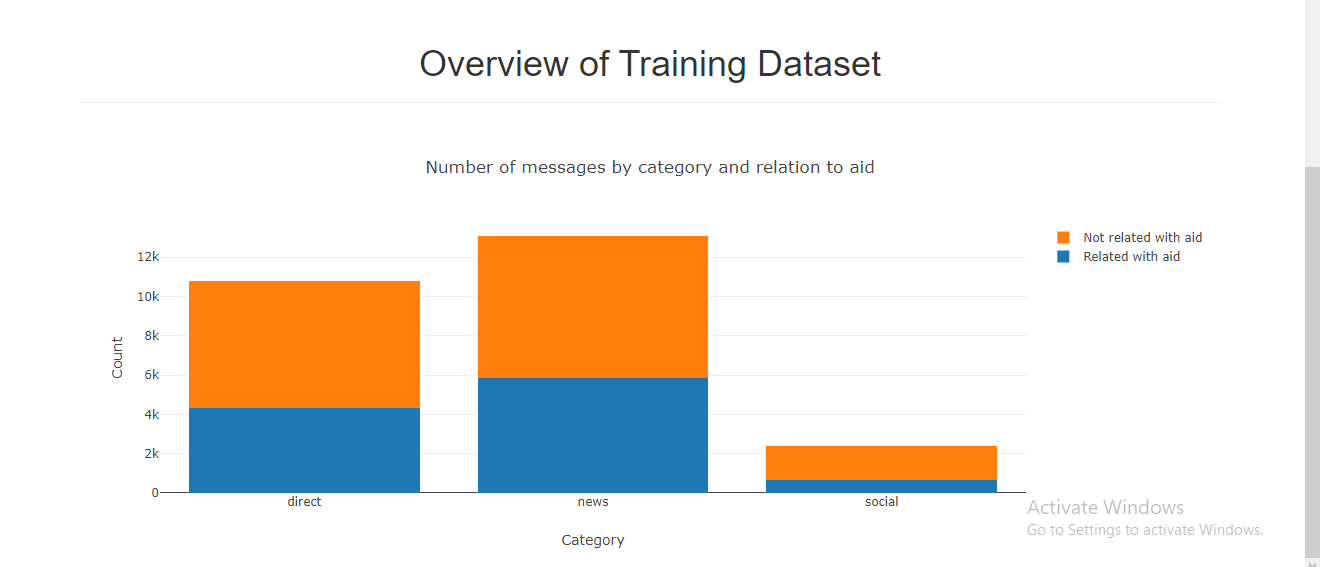 Overview of Training Dataset
Number of messages by category and relation to aid
Not related with aid
Related with aid
12k
10k
8k
6k
4k
2k
0
Count
direct
news
social
Category
Activate Windows
Go to Settings to activate Windows.